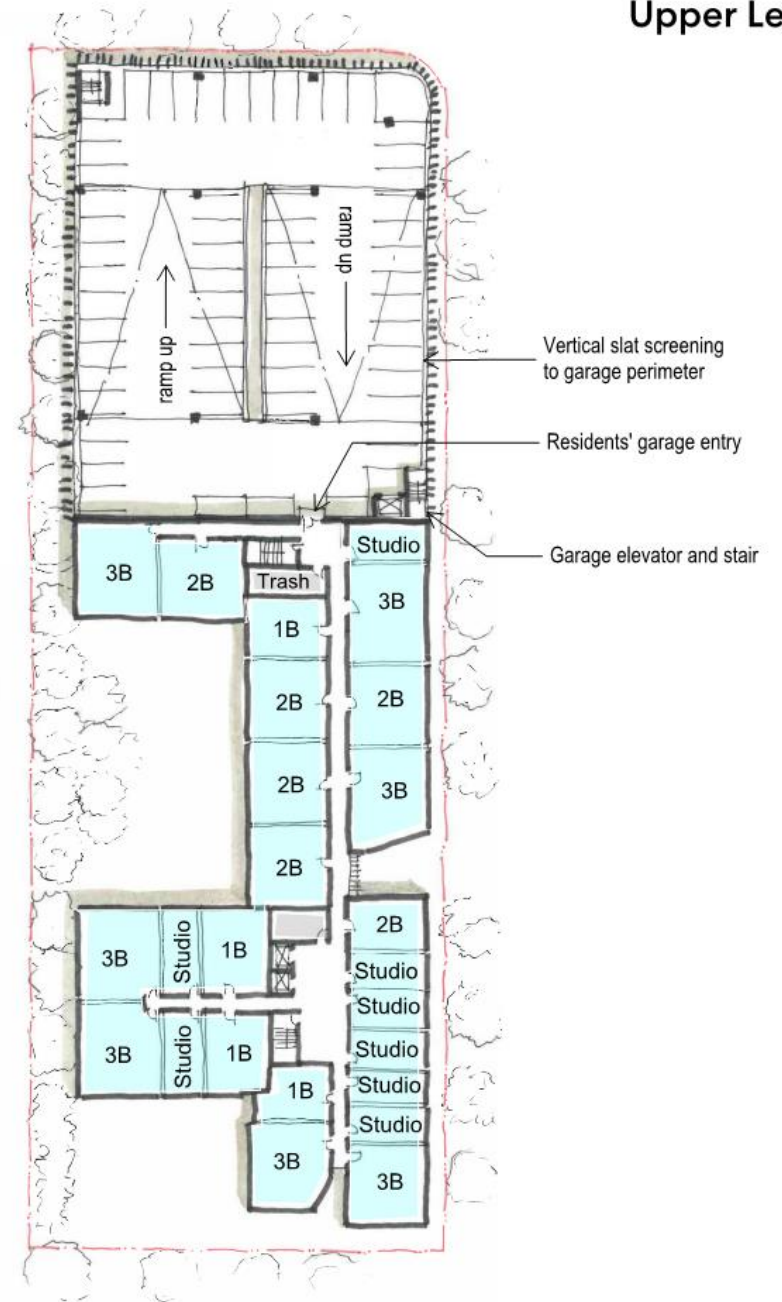 Upper Le
ramp up
ramp up
Vertical slat screening
to garage perimeter
Residents' garage entry
Garage elevator and stair
3B
2B
Trash
Studio
1B
3B
2B
2B
2B
3B
2B
3B
Studio
1B
2B
Studio
Studio
3B
Studio
1B
Studio
Studio
1B
3B
Studio
3B